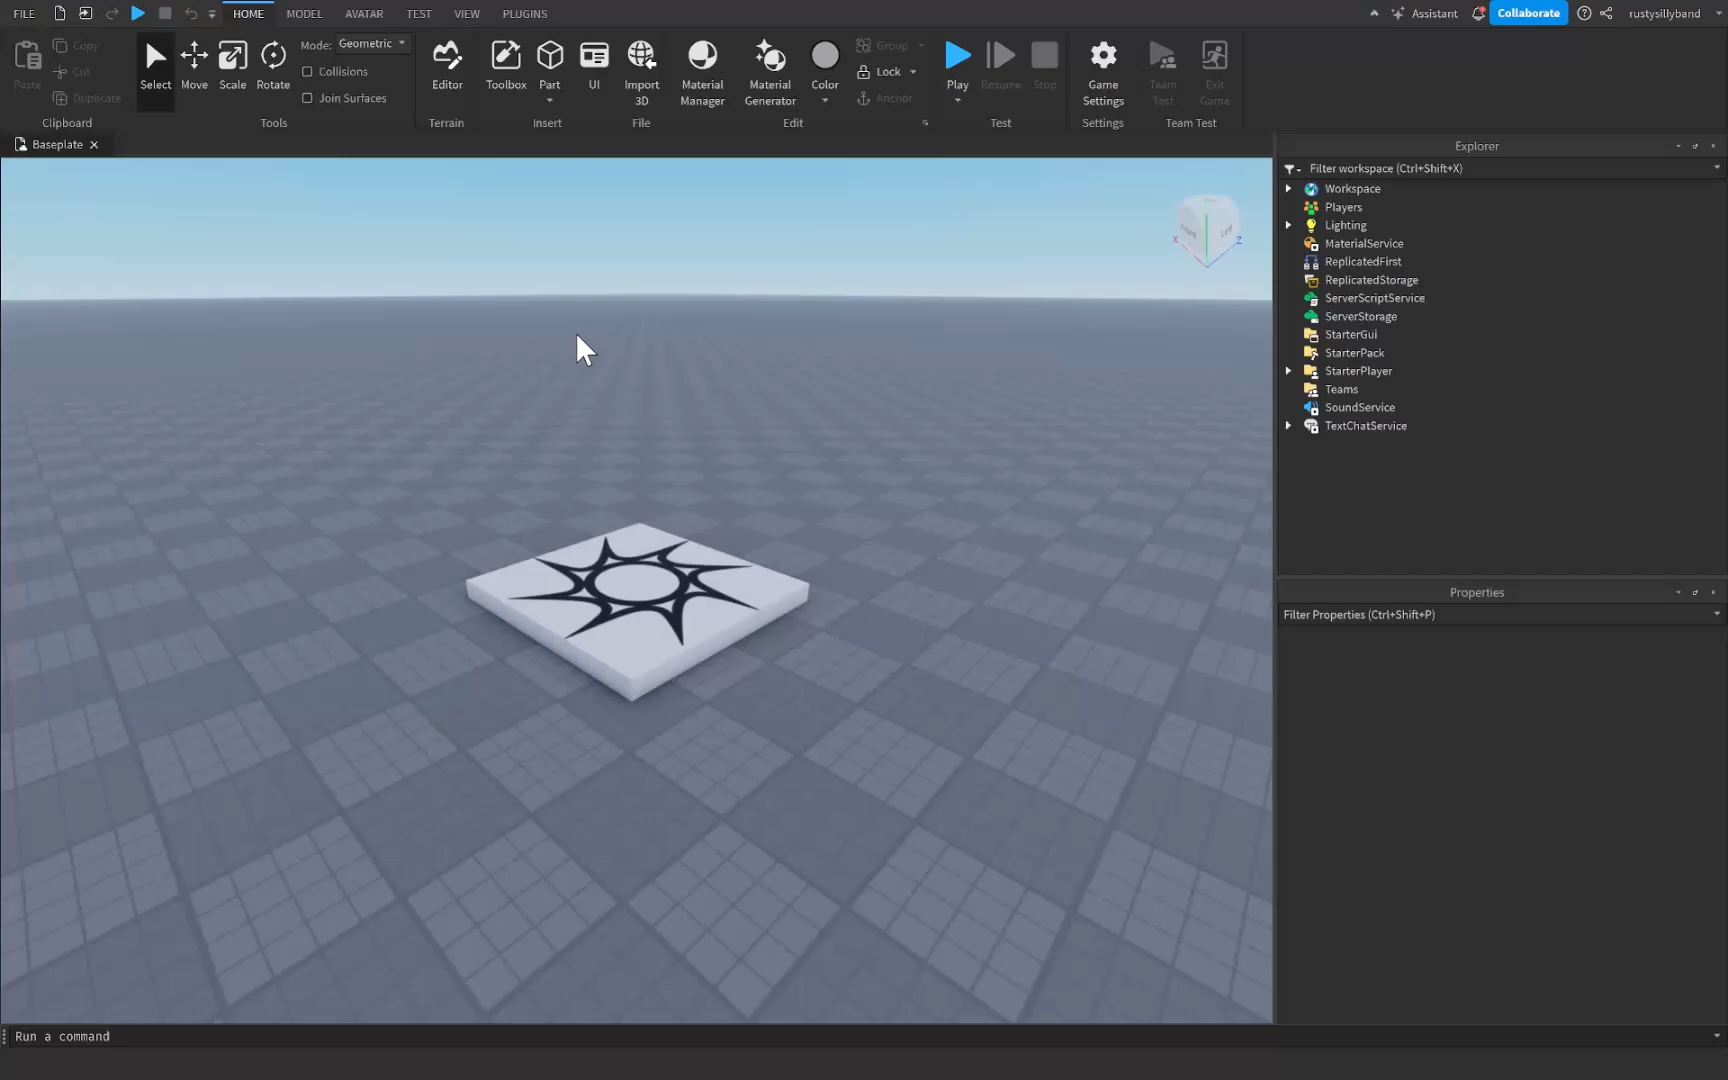 FILE HOME MODEL AVATAR TEST VIEW PLUGINS Assistant Collaborate rustysillyband
Paste Copy Cut Duplicate Clipboard
Select Move Scale Rotate Mode: Geometric Collisions Join Surfaces Tools
Editor Terrain
Toolbox Part UI Insert
Import 3D File
Material Manager Material Generator Color Group Lock Anchor Edit
Play Resume Stop Test
Game Settings Settings
Team Test Exit Game Team Test
Baseplate
X Z
Explorer
Filter workspace (Ctrl+Shift+X)
Workspace
Players
Lighting
MaterialService
ReplicatedFirst
ReplicatedStorage
ServerScriptService
ServerStorage
StarterGui
StarterPack
StarterPlayer
Teams
SoundService
TextChatService
Properties
Filter Properties (Ctrl+Shift+P)
Run a command